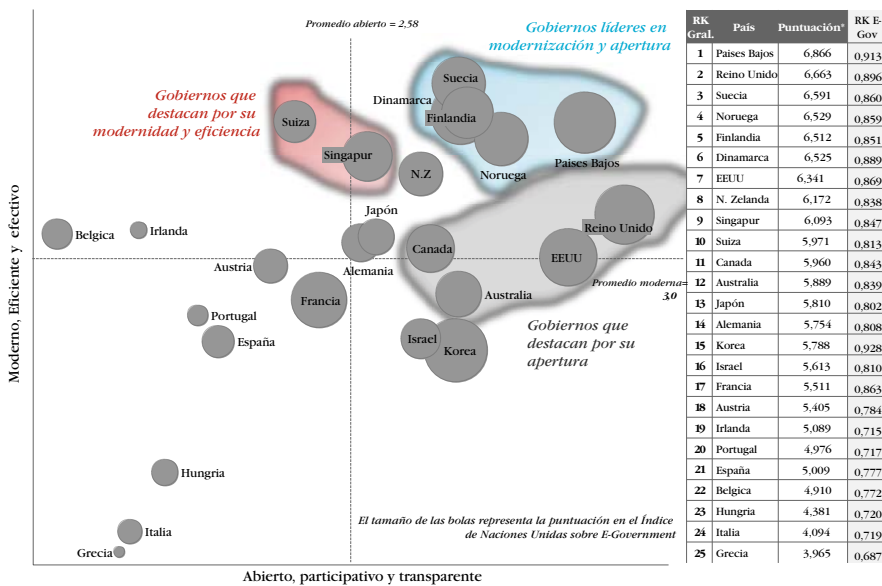 Promedio abierto = 2,58
Gobiernos líderes en
modernización y apertura
Gobiernos que
destacan por su
modernidad y eficiencia
Suecia
Dinamarca
Finlandia
Suiza
Singapur
N.Z
Noruega
Paises Bajos
Japón
Belgica
Irlanda
Canada
Reino Unido
Austria
Alemania
EEUU
Promedio moderna=
3,0
Francia
Australia
Portugal
España
Israel
Korea
Gobiernos que
destacan por su
apertura
Hungria
Italia
Grecia
El tamaño de las bolas representa la puntuación en el Índice
de Naciones Unidas sobre E-Government
Moderno, Eficiente y efectivo
Abierto, participativo y transparente
RK Gral. País Puntuación* RK E-Gov
1 Paises Bajos 6,866 0,913
2 Reino Unido 6,663 0,896
3 Suecia 6,591 0,860
4 Noruega 6,529 0,859
5 Finlandia 6,512 0,851
6 Dinamarca 6,525 0,889
7 EEUU 6,341 0,869
8 N. Zelanda 6,172 0,838
9 Singapur 6,093 0,847
10 Suiza 5,971 0,813
11 Canada 5,960 0,843
12 Australia 5,889 0,839
13 Japón 5,810 0,802
14 Alemania 5,754 0,808
15 Korea 5,788 0,928
16 Israel 5,613 0,810
17 Francia 5,511 0,863
18 Austria 5,405 0,784
19 Irlanda 5,089 0,715
20 Portugal 4,976 0,717
21 España 5,009 0,777
22 Belgica 4,910 0,772
23 Hungria 4,381 0,720
24 Italia 4,094 0,719
25 Grecia 3,965 0,687